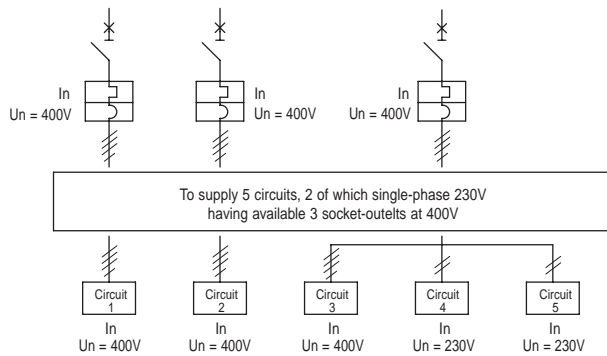 In
Un = 400V
In
Un = 400V
In
Un = 400V
To supply 5 circuits, 2 of which single-phase 230V
having available 3 socket-outelts at 400V
Circuit
1
Circuit
2
Circuit
3
Circuit
4
Circuit
5
In
Un = 400V
In
Un = 400V
In
Un = 400V
In
Un = 230V
In
Un = 230V